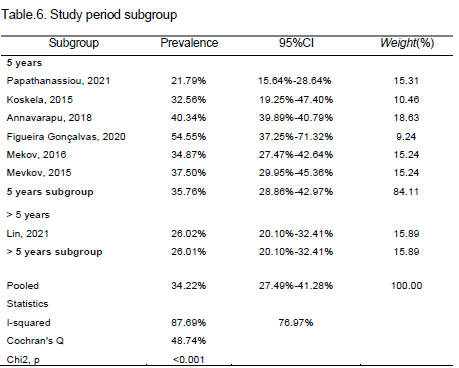 Table.6. Study period subgroup
Subgroup Prevalence 95%CI Weight(%)
5 years
Papathanassiou, 2021 21.79% 15.64%-28.64% 15.31
Koskela, 2015 32.56% 19.25%-47.40% 10.46
Annavarapu, 2018 40.34% 39.89%-40.79% 18.63
Figueira Gonçalvas, 2020 54.55% 37.25%-71.32% 9.24
Mekov, 2016 34.87% 27.47%-42.64% 15.24
Mevkov, 2015 37.50% 29.95%-45.36% 15.24
5 years subgroup 35.76% 28.86%-42.97% 84.11
> 5 years
Lin, 2021 26.02% 20.10%-32.41% 15.89
> 5 years subgroup 26.01% 20.10%-32.41% 15.89
Pooled 34.22% 27.49%-41.28% 100.00
Statistics
I-squared 87.69% 76.97%
Cochran's Q 48.74%
Chi2, p <0.001